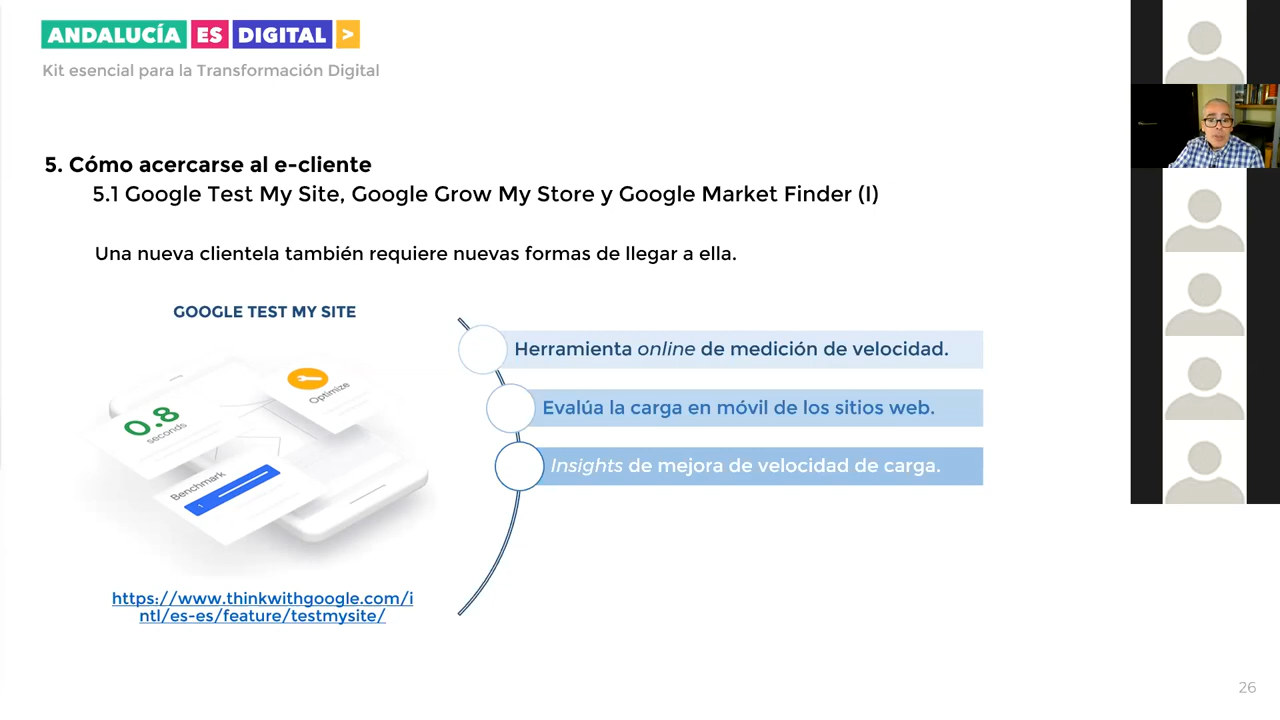 ANDALUCÍA ES DIGITAL >
Kit esencial para la Transformación Digital
5. Cómo acercarse al e-cliente
5.1 Google Test My Site, Google Grow My Store y Google Market Finder (I)
Una nueva clientela también requiere nuevas formas de llegar a ella.
GOOGLE TEST MY SITE
Herramienta online de medición de velocidad.
Evalúa la carga en móvil de los sitios web.
Insights de mejora de velocidad de carga.
Optimize
0.8
seconds
Benchmark
1
https://www.thinkwithgoogle.com/i
ntl/es-es/feature/testmysite/
26